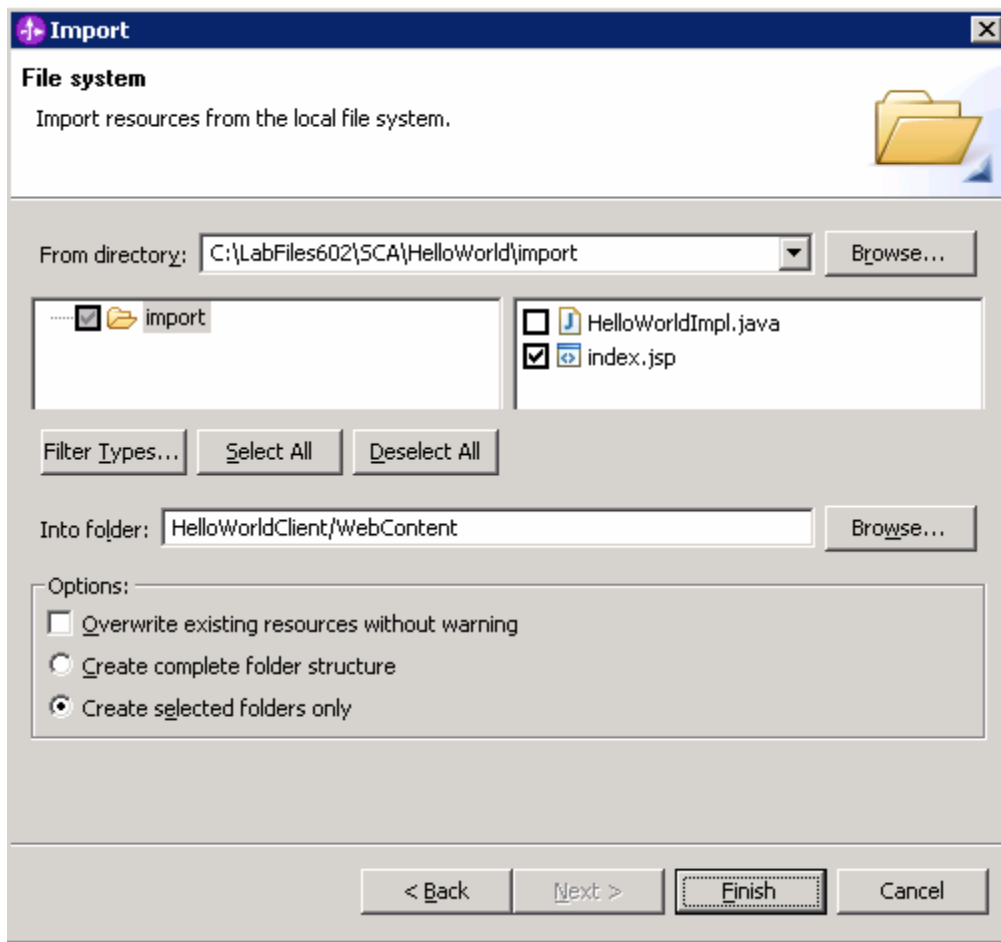 Import
File system
Import resources from the local file system.
From directory: C:\LabFiles602\SCA\HelloWorld\import Browse...
import
HelloWorldImpl.java
index.jsp
Filter Types... Select All Deselect All
Into folder: HelloWorldClient/WebContent Browse...
Options:
Overwrite existing resources without warning
Create complete folder structure
Create selected folders only
< Back Next > Finish Cancel